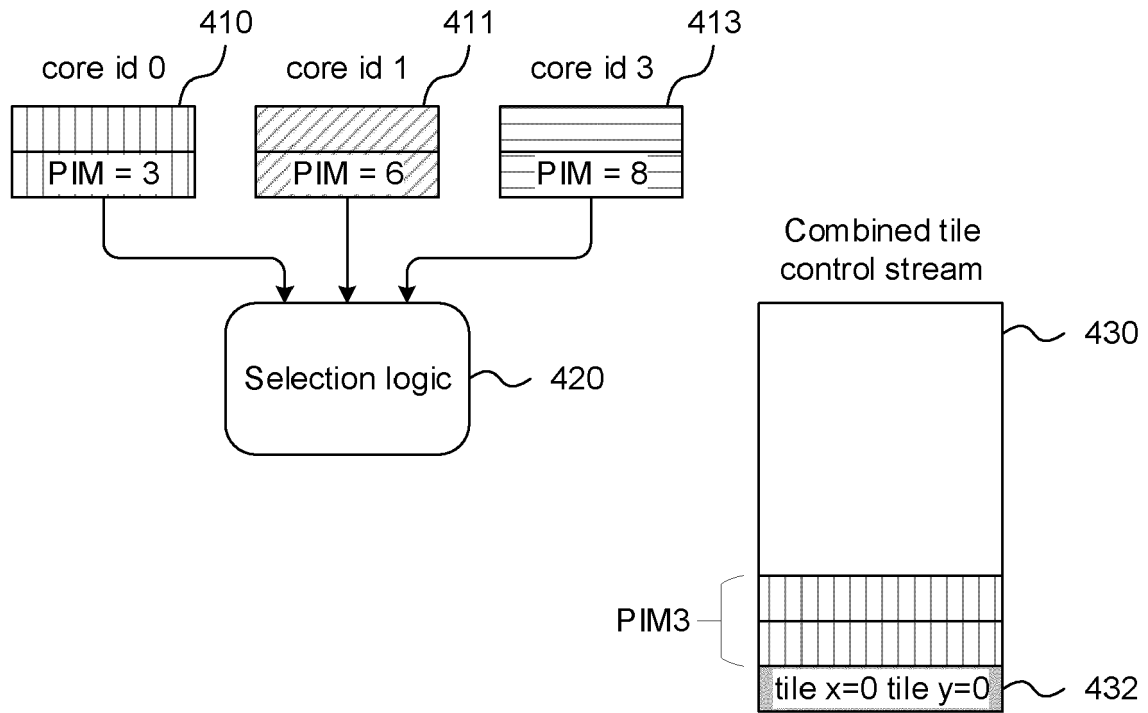 410
411
413
core id 0
core id 1
core id 3
PIM = 3
PIM = 6
PIM = 8
Selection logic
420
Combined tile
control stream
430
PIM3
tile x=0 tile y=0
432